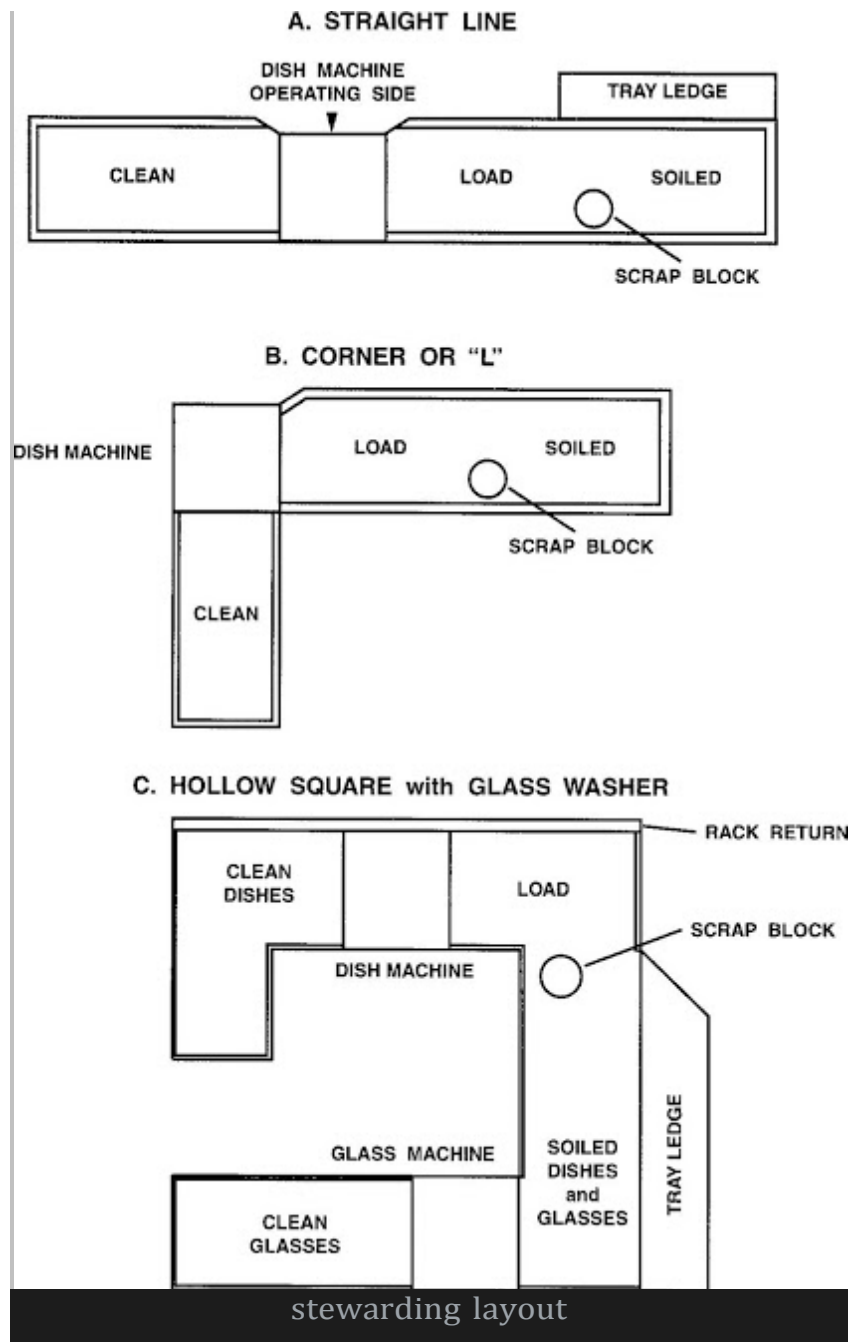 A. STRAIGHT LINE
DISH MACHINE
OPERATING SIDE
TRAY LEDGE
CLEAN
LOAD
SOILED
SCRAP BLOCK
B. CORNER OR “L”
DISH MACHINE
LOAD
SOILED
SCRAP BLOCK
CLEAN
C. HOLLOW SQUARE with GLASS WASHER
RACK RETURN
CLEAN
DISHES
LOAD
SCRAP BLOCK
DISH MACHINE
GLASS MACHINE
SOILED
DISHES
and
GLASSES
TRAY LEDGE
CLEAN
GLASSES
stewarding layout